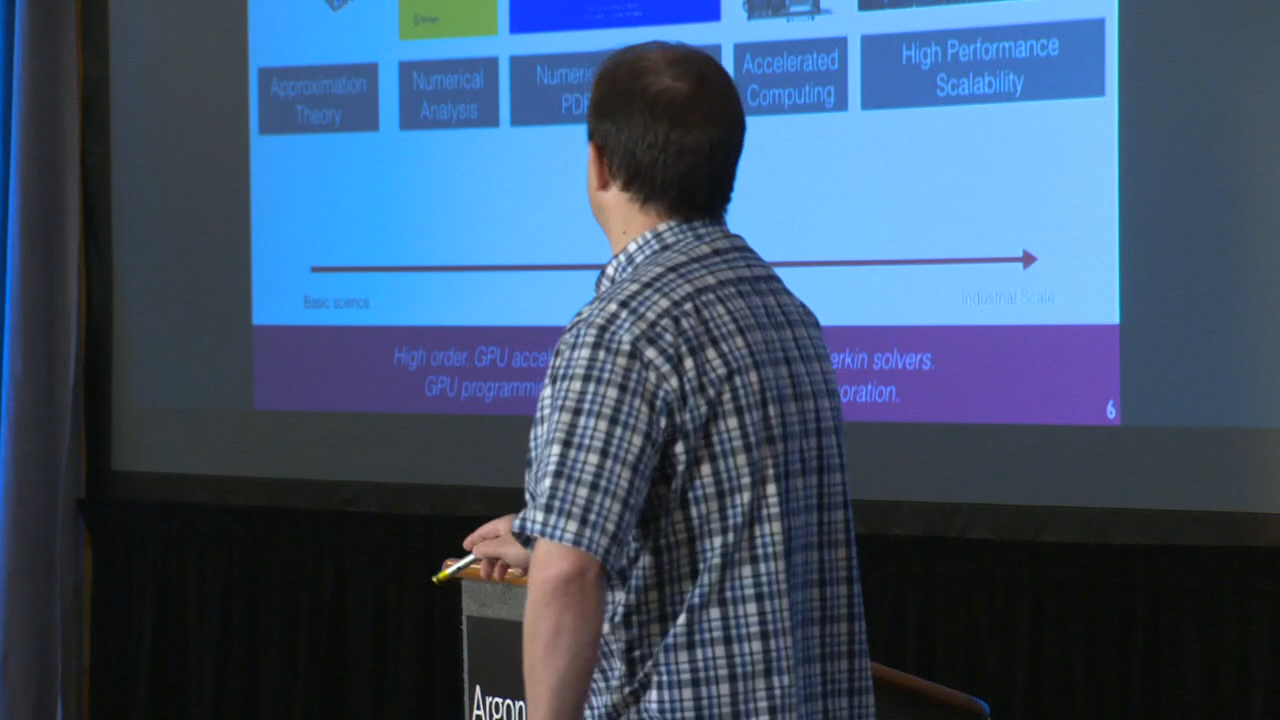 Springer
Approximation
Theory
Numerical
Analysis
Numeric
PDE
Accelerated
Computing
High Performance
Scalability
Basic science
Industrial Scale
High order, GPU accel
erkin solvers.
GPU programmi
oration.
6
Argon